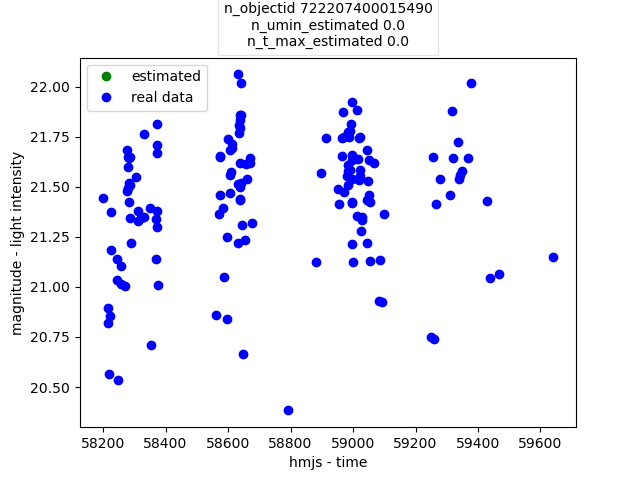 n_objectid 722207400015490
n_umin_estimated 0.0
n_t_max_estimated 0.0
estimated
real data
22.00
21.75
21.50
21.25
21.00
20.75
20.50
magnitude - light intensity
58200 58400 58600 58800 59000 59200 59400 59600
hmjs - time